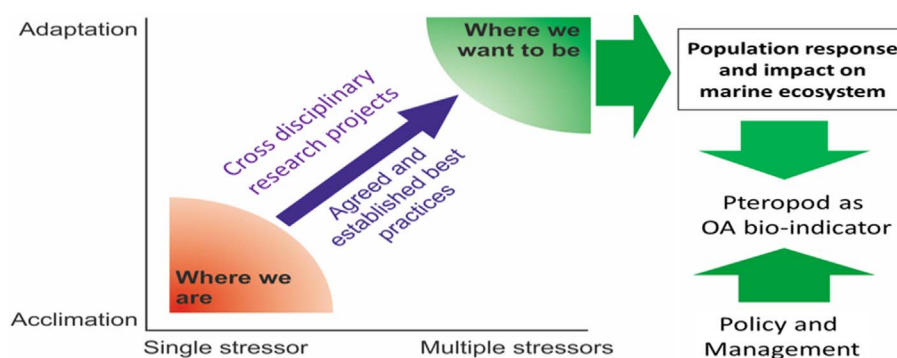 Adaptation
Where we
want to be
Cross disciplinary
research projects
Agreed and
established best
practices
Where we
are
Acclimation
Single stressor
Multiple stressors
Population response
and impact on
marine ecosystem
Pteropod as
OA bio-indicator
Policy and
Management